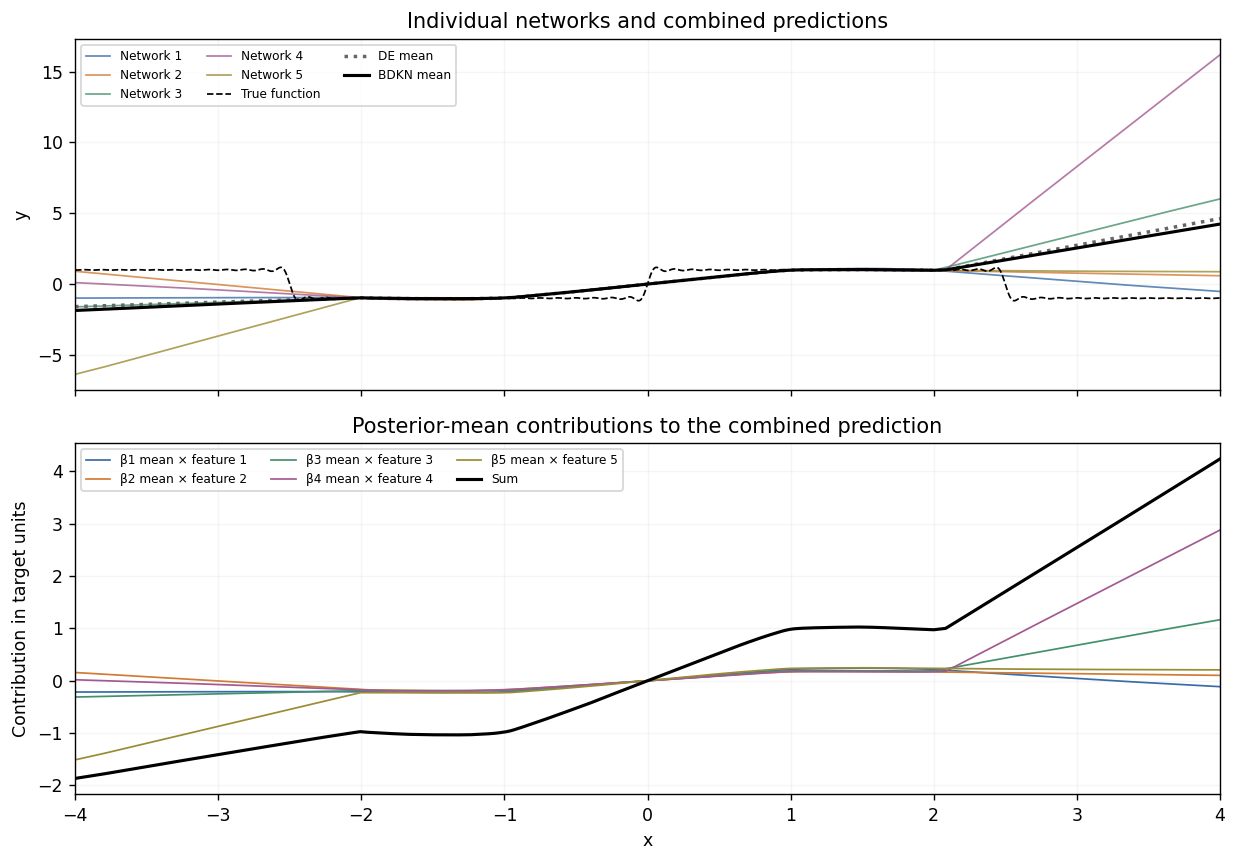 Individual networks and combined predictions
Network 1
Network 2
Network 3
Network 4
Network 5
True function
DE mean
BDKN mean
15
10
5
0
−5
y
Posterior-mean contributions to the combined prediction
β1 mean × feature 1
β2 mean × feature 2
β3 mean × feature 3
β4 mean × feature 4
β5 mean × feature 5
Sum
4
3
2
1
0
−1
−2
Contribution in target units
−4 −3 −2 −1 0 1 2 3 4
x